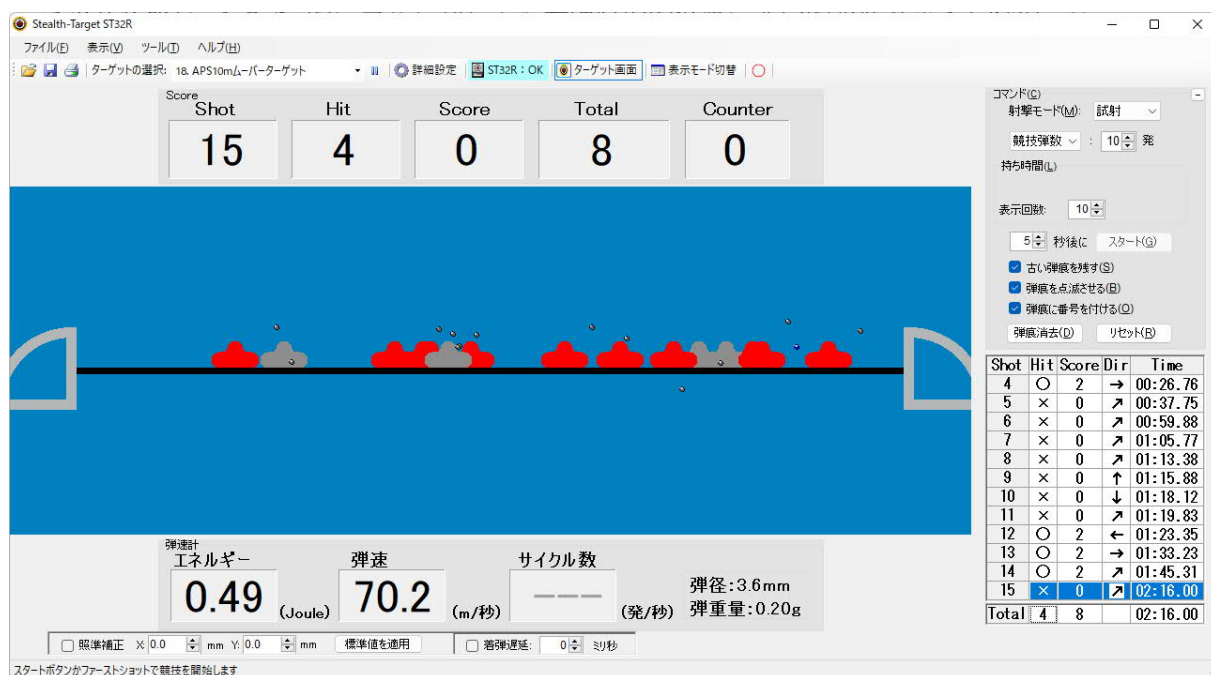 Stealth-Target ST32R
ファイル(F) 表示(V) ツール(T) ヘルプ(H)
ターゲットの選択: 18. APS10mムーバーターゲット 詳細設定 ST32R：OK ターゲット画面 表示モード切替
Score
Shot Hit Score Total Counter
15 4 0 8 0
コマンド(C)
射撃モード(M): 試射
競技弾数 : 10 発
持ち時間(L)
表示回数: 10
5 秒後に スタート(G)
古い弾痕を残す(S)
弾痕を点滅させる(B)
弾痕に番号を付ける(O)
弾痕消去(D) リセット(R)
Shot Hit Score Dir Time
4 ○ 2 → 00:26.76
5 × 0 ↗ 00:37.75
6 × 0 ↗ 00:59.88
7 × 0 ↗ 01:05.77
8 × 0 ↗ 01:13.38
9 × 0 ↑ 01:15.88
10 × 0 ↓ 01:18.12
11 × 0 ↗ 01:19.83
12 ○ 2 ← 01:23.35
13 ○ 2 → 01:33.23
14 ○ 2 ↗ 01:45.31
15 × 0 ↗ 02:16.00
Total 4 8 02:16.00
弾速計
エネルギー 弾速 サイクル数
0.49 (Joule) 70.2 (m/秒) --- (発/秒)
弾径:3.6mm
弾重量:0.20g
照準補正 X: 0.0 mm Y: 0.0 mm 標準値を適用 着弾遅延: 0 ミリ秒
スタートボタンかファーストショットで競技を開始します